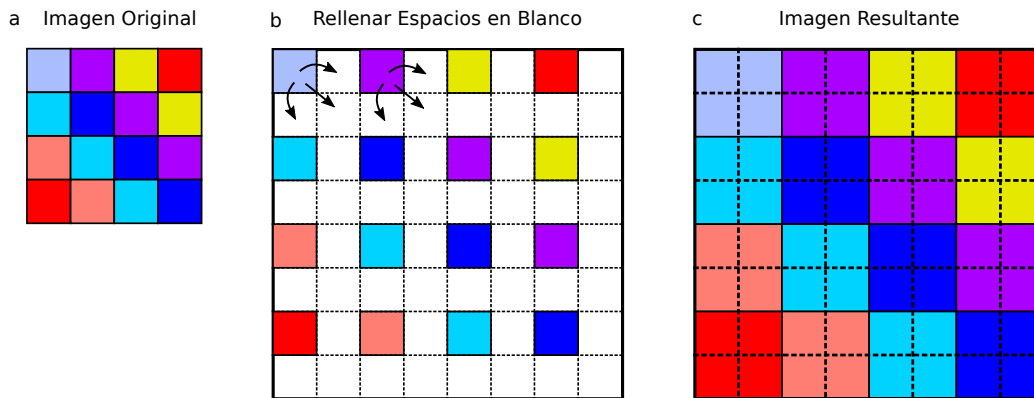 a Imagen Original
b Rellenar Espacios en Blanco
c Imagen Resultante